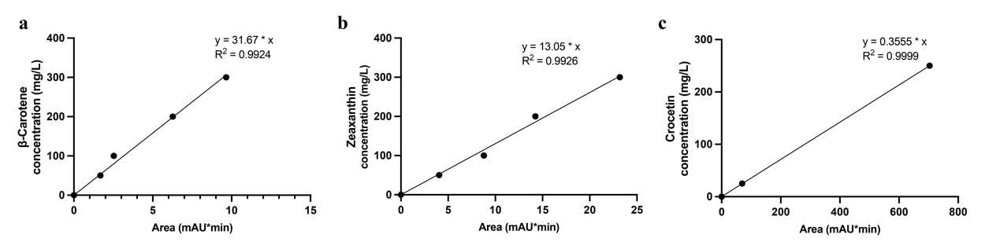 a
y = 31.67 * x
R² = 0.9924
β-Carotene
concentration (mg/L)
400
300
200
100
0
0
5
10
15
Area (mAU*min)
b
y = 13.05 * x
R² = 0.9926
Zeaxanthin
concentration (mg/L)
400
300
200
100
0
0
5
10
15
20
25
Area (mAU*min)
c
y = 0.3555 * x
R² = 0.9999
Crocetin
concentration (mg/L)
300
200
100
0
0
200
400
600
800
Area (mAU*min)